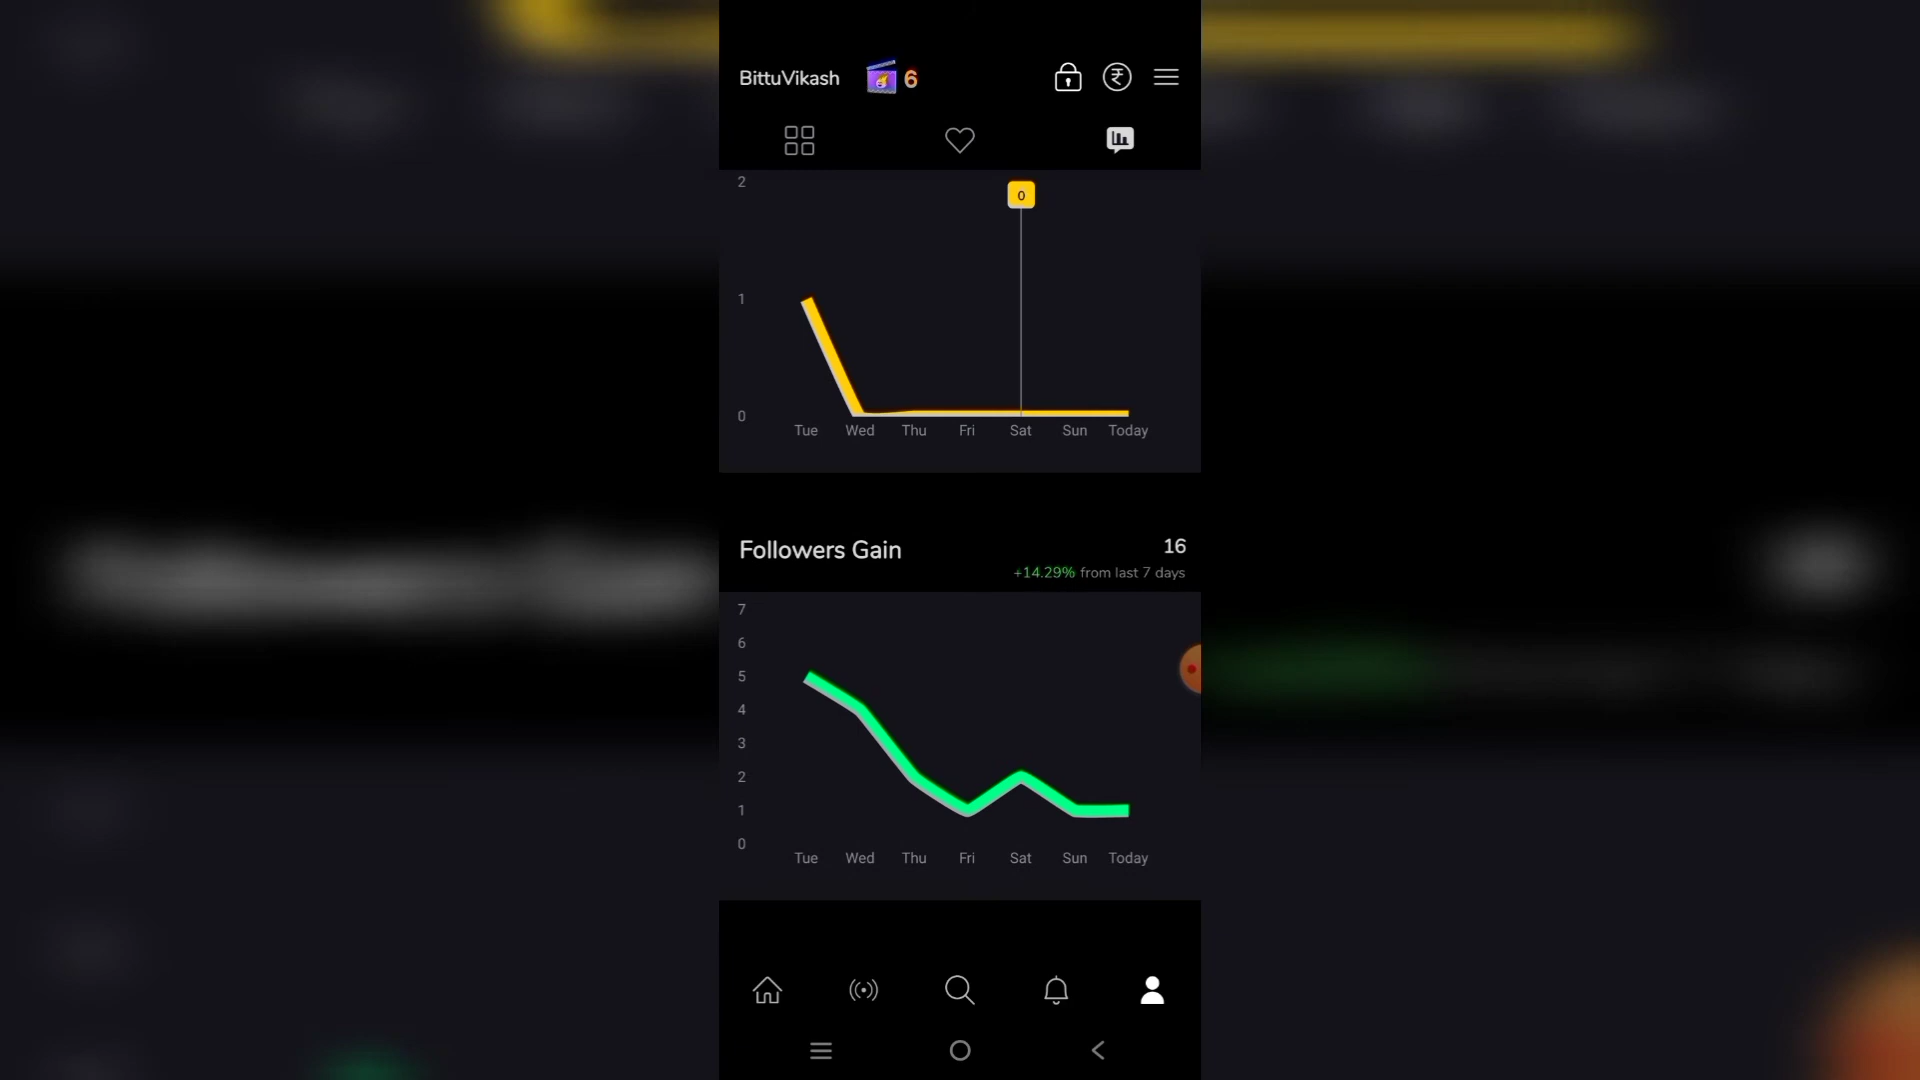 BittuVikash 6
2
0
1
0
Tue Wed Thu Fri Sat Sun Today
Followers Gain 16
+14.29% from last 7 days
7
6
5
4
3
2
1
0
Tue Wed Thu Fri Sat Sun Today